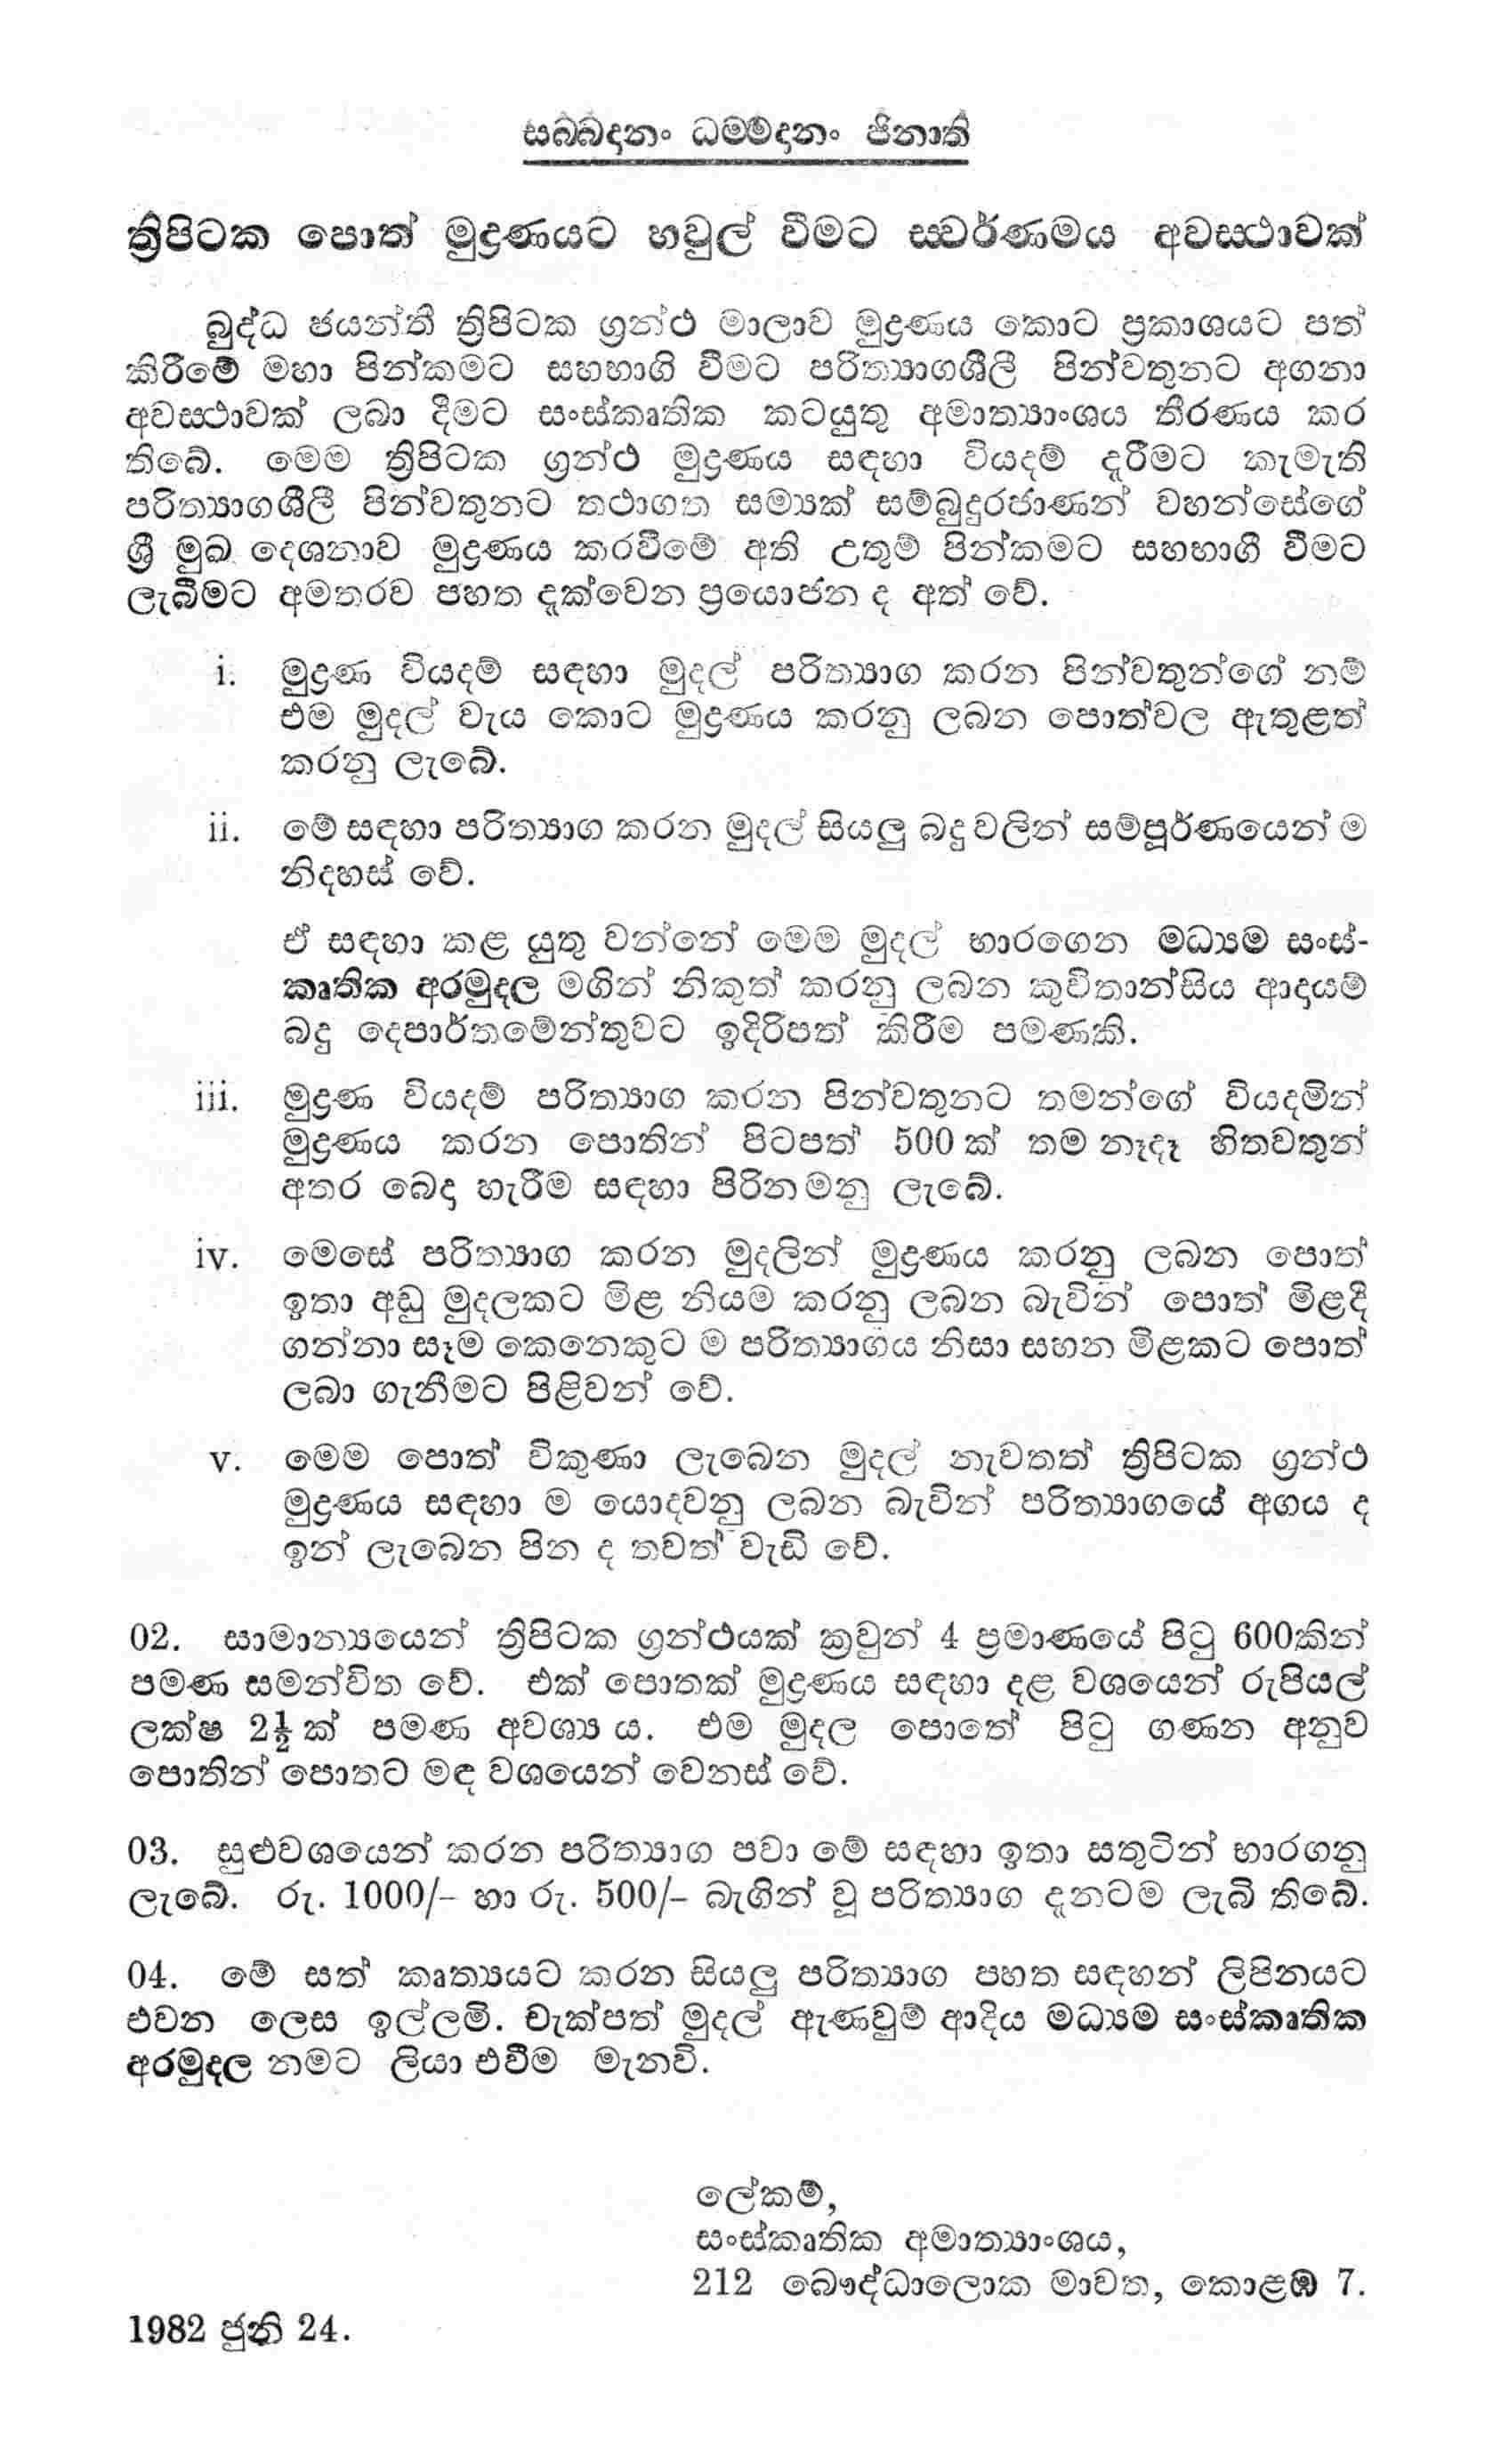 සබ්බදානං ධම්මදානං ජිනාති
ත්‍රිපිටක පොත් මුද්‍රණයට හවුල් වීමට ස්වර්ණමය අවස්ථාවක්
බුද්ධ ජයන්ති ත්‍රිපිටක ග්‍රන්ථ මාලාව මුද්‍රණය කොට ප්‍රකාශයට පත්
කිරීමේ මහා පින්කමට සහභාගි වීමට පරිත්‍යාගශීලී පින්වතුනට අගනා
අවස්ථාවක් ලබා දීමට සංස්කෘතික කටයුතු අමාත්‍යාංශය තීරණය කර
තිබේ. මෙම ත්‍රිපිටක ග්‍රන්ථ මුද්‍රණය සඳහා වියදම් දැරීමට කැමැති
පරිත්‍යාගශීලී පින්වතුනට තථාගත සම්‍යක් සම්බුදුරජාණන් වහන්සේගේ
ශ්‍රී මුඛ දෙශනාව මුද්‍රණය කරවීමේ අති උතුම් පින්කමට සහභාගී වීමට
ලැබීමට අමතරව පහත දැක්වෙන ප්‍රයොජන ද අත් වේ.
i. මුද්‍රණ වියදම් සඳහා මුදල් පරිත්‍යාග කරන පින්වතුන්ගේ නම්
එම මුදල් වැය කොට මුද්‍රණය කරනු ලබන පොත්වල ඇතුළත්
කරනු ලැබේ.
ii. මේ සඳහා පරිත්‍යාග කරන මුදල් සියලු බදුවලින් සම්පූර්ණයෙන් ම
නිදහස් වේ.
ඒ සඳහා කළ යුතු වන්නේ මෙම මුදල් භාරගෙන මධ්‍යම සංස්-
කෘතික අරමුදල මගින් නිකුත් කරනු ලබන කුවිතාන්සිය ආදායම්
බදු දෙපාර්තමේන්තුවට ඉදිරිපත් කිරීම පමණකි.
iii. මුද්‍රණ වියදම් පරිත්‍යාග කරන පින්වතුනට තමන්ගේ වියදමින්
මුද්‍රණය කරන පොතින් පිටපත් 500 ක් තම නෑදෑ හිතවතුන්
අතර බෙදා හැරීම සඳහා පිරිනමනු ලැබේ.
iv. මෙසේ පරිත්‍යාග කරන මුදලින් මුද්‍රණය කරනු ලබන පොත්
ඉතා අඩු මුදලකට මිළ නියම කරනු ලබන බැවින් පොත් මිළදී
ගන්නා සෑම කෙනෙකුට ම පරිත්‍යාගය නිසා සහන මිළකට පොත්
ලබා ගැනීමට පිළිවන් වේ.
v. මෙම පොත් විකුණා ලැබෙන මුදල් නැවතත් ත්‍රිපිටක ග්‍රන්ථ
මුද්‍රණය සඳහා ම යොදවනු ලබන බැවින් පරිත්‍යාගයේ අගය ද
ඉන් ලැබෙන පින ද තවත් වැඩි වේ.
02. සාමාන්‍යයෙන් ත්‍රිපිටක ග්‍රන්ථයක් ක්‍රවුන් 4 ප්‍රමාණයේ පිටු 600කින්
පමණ සමන්විත වේ. එක් පොතක් මුද්‍රණය සඳහා දළ වශයෙන් රුපියල්
ලක්ෂ 2½ ක් පමණ අවශ්‍ය ය. එම මුදල පොතේ පිටු ගණන අනුව
පොතින් පොතට මඳ වශයෙන් වෙනස් වේ.
03. සුළුවශයෙන් කරන පරිත්‍යාග පවා මේ සඳහා ඉතා සතුටින් භාරගනු
ලැබේ. රු. 1000/- හා රු. 500/- බැගින් වූ පරිත්‍යාග දැනටම ලැබී තිබේ.
04. මේ සත් කෘත්‍යයට කරන සියලු පරිත්‍යාග පහත සඳහන් ලිපිනයට
එවන ලෙස ඉල්ලමි. චැක්පත් මුදල් ඇණවුම් ආදිය මධ්‍යම සංස්කෘතික
අරමුදල නමට ලියා එවීම මැනවි.
ලේකම්,
සංස්කෘතික අමාත්‍යාංශය,
212 බෞද්ධාලොක මාවත, කොළඹ 7.
1982 ජුනි 24.